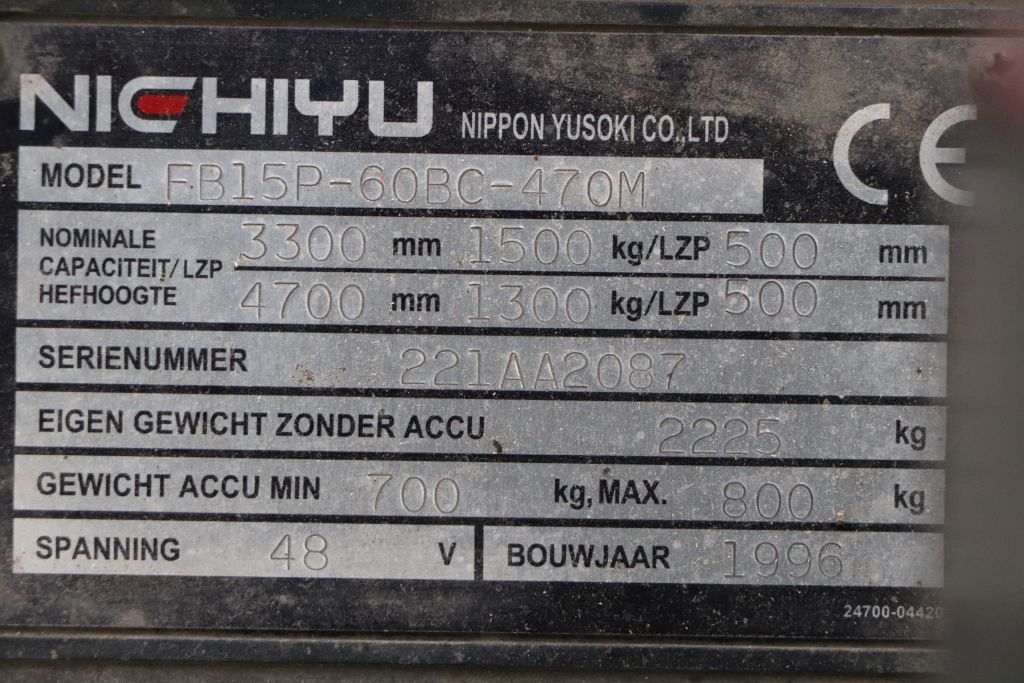 NICHIYU NIPPON YUSOKI CO.,LTD
CE
MODEL FB15P-60BC-470M
NOMINALE
CAPACITEIT/LZP
HEFHOOGTE
3300 mm 1500 kg/LZP 500 mm
4700 mm 1300 kg/LZP 500 mm
SERIENUMMER 221AA2087
EIGEN GEWICHT ZONDER ACCU 2225 kg
GEWICHT ACCU MIN 700 kg, MAX. 800 kg
SPANNING 48 V BOUWJAAR 1996
24700-04420